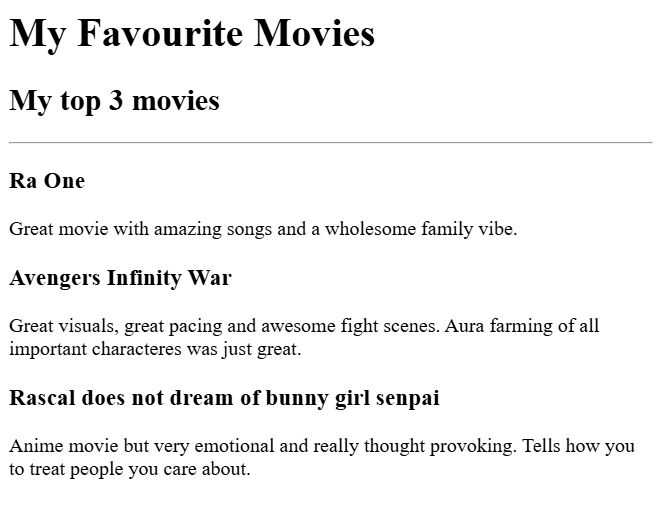 My Favourite Movies
My top 3 movies
Ra One
Great movie with amazing songs and a wholesome family vibe.
Avengers Infinity War
Great visuals, great pacing and awesome fight scenes. Aura farming of all
important characteres was just great.
Rascal does not dream of bunny girl senpai
Anime movie but very emotional and really thought provoking. Tells how you
to treat people you care about.